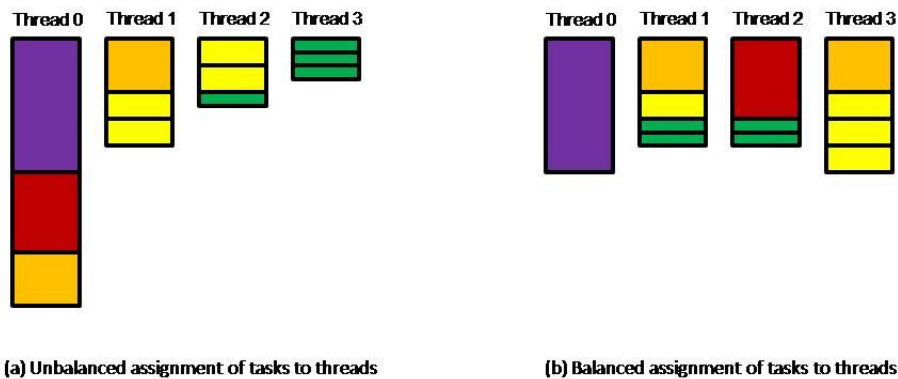 Thread 0 Thread 1 Thread 2 Thread 3 Thread 0 Thread 1 Thread 2 Thread 3
(a) Unbalanced assignment of tasks to threads (b) Balanced assignment of tasks to threads